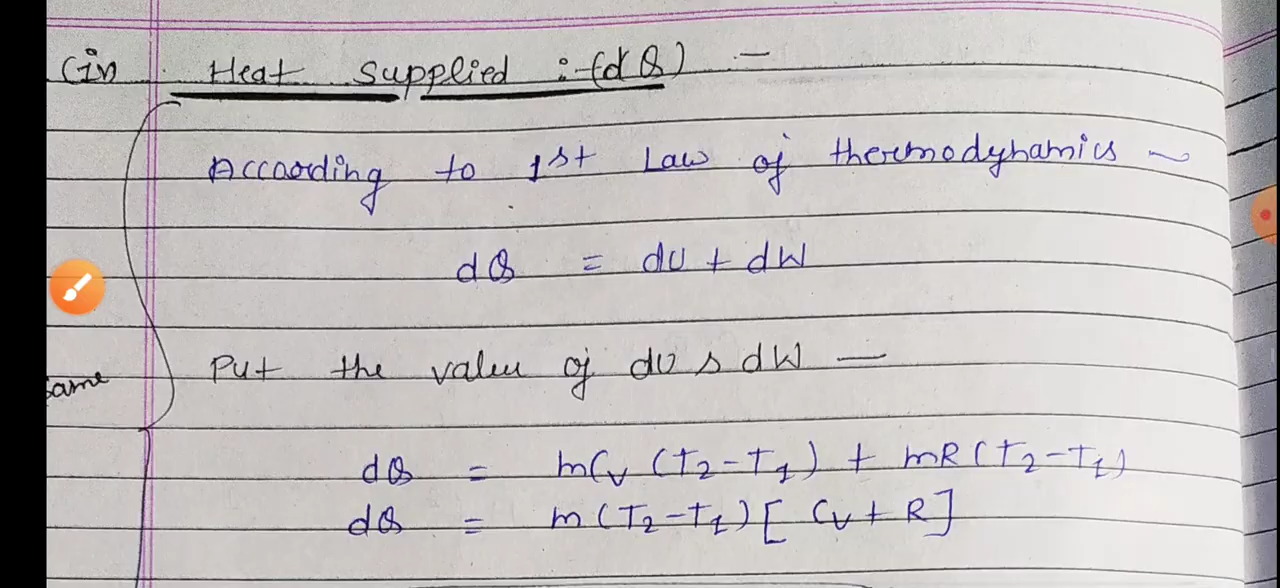 (iii) Heat Supplied :- (dQ) —
According to 1st Law of thermodynamics ~
dQ = dU + dW
Put the value of dU & dW —
same
dQ = mCv (T2-T1) + mR (T2-T1)
dQ = m(T2-T1) [Cv + R]